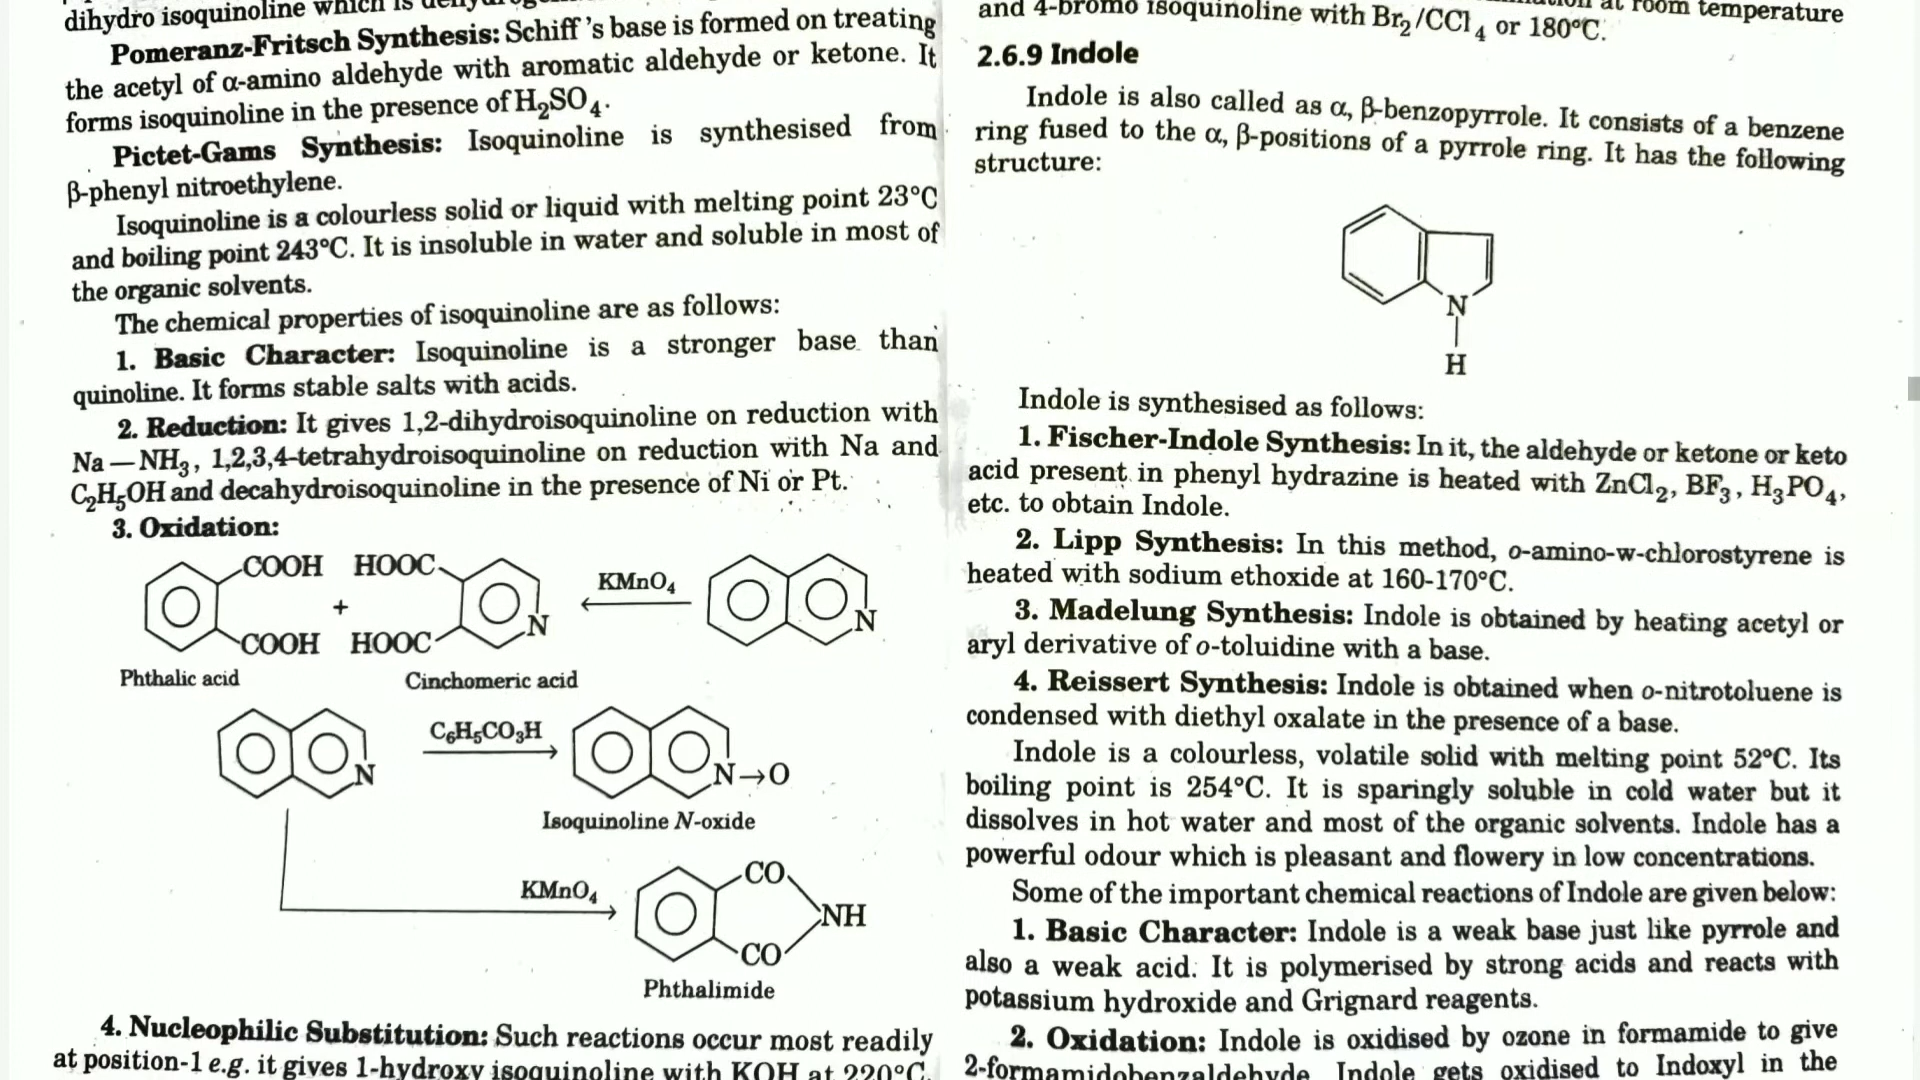 dihydro isoquinoline which is
Pomeranz-Fritsch Synthesis: Schiff's base is formed on treating
the acetyl of α-amino aldehyde with aromatic aldehyde or ketone. It
forms isoquinoline in the presence of H₂SO₄.
Pictet-Gams Synthesis: Isoquinoline is synthesised from
β-phenyl nitroethylene.
Isoquinoline is a colourless solid or liquid with melting point 23°C
and boiling point 243°C. It is insoluble in water and soluble in most of
the organic solvents.
The chemical properties of isoquinoline are as follows:
1. Basic Character: Isoquinoline is a stronger base than
quinoline. It forms stable salts with acids.
2. Reduction: It gives 1,2-dihydroisoquinoline on reduction with
Na — NH₃, 1,2,3,4-tetrahydroisoquinoline on reduction with Na and
C₂H₅OH and decahydroisoquinoline in the presence of Ni or Pt.
3. Oxidation:
COOH HOOC
+ N KMnO₄ N
COOH HOOC
Phthalic acid Cinchomeric acid
N C₆H₅CO₃H N→O
Isoquinoline N-oxide
CO
KMnO₄ NH
CO
Phthalimide
4. Nucleophilic Substitution: Such reactions occur most readily
at position-1 e.g. it gives 1-hydroxy isoquinoline with KOH at 220°C.
at room temperature
and 4-bromo isoquinoline with Br₂/CCl₄ or 180°C.
2.6.9 Indole
Indole is also called as α, β-benzopyrrole. It consists of a benzene
ring fused to the α, β-positions of a pyrrole ring. It has the following
structure:
N
H
Indole is synthesised as follows:
1. Fischer-Indole Synthesis: In it, the aldehyde or ketone or keto
acid present in phenyl hydrazine is heated with ZnCl₂, BF₃, H₃PO₄,
etc. to obtain Indole.
2. Lipp Synthesis: In this method, o-amino-w-chlorostyrene is
heated with sodium ethoxide at 160-170°C.
3. Madelung Synthesis: Indole is obtained by heating acetyl or
aryl derivative of o-toluidine with a base.
4. Reissert Synthesis: Indole is obtained when o-nitrotoluene is
condensed with diethyl oxalate in the presence of a base.
Indole is a colourless, volatile solid with melting point 52°C. Its
boiling point is 254°C. It is sparingly soluble in cold water but it
dissolves in hot water and most of the organic solvents. Indole has a
powerful odour which is pleasant and flowery in low concentrations.
Some of the important chemical reactions of Indole are given below:
1. Basic Character: Indole is a weak base just like pyrrole and
also a weak acid. It is polymerised by strong acids and reacts with
potassium hydroxide and Grignard reagents.
2. Oxidation: Indole is oxidised by ozone in formamide to give
2-formamidobenzaldehyde. Indole gets oxidised to Indoxyl in the